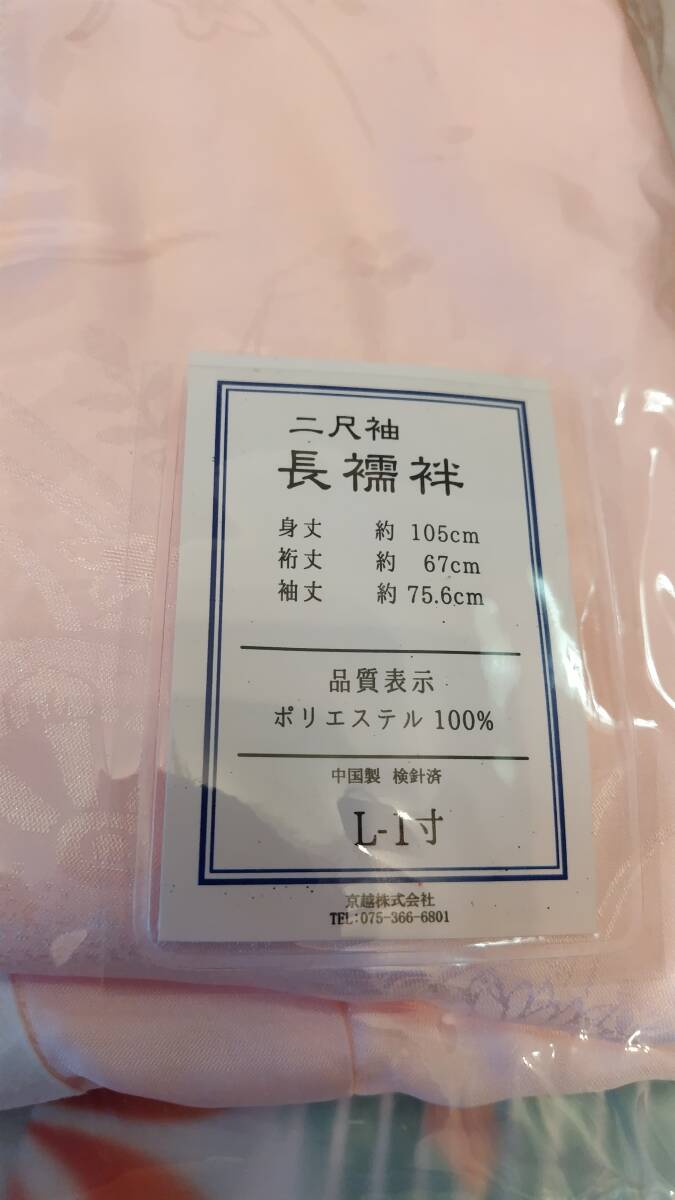 二尺袖
長襦袢
身丈 約 105cm
裄丈 約 67cm
袖丈 約 75.6cm
品質表示
ポリエステル 100%
中国製 検針済
L-1寸
京越株式会社
TEL:075-366-6801